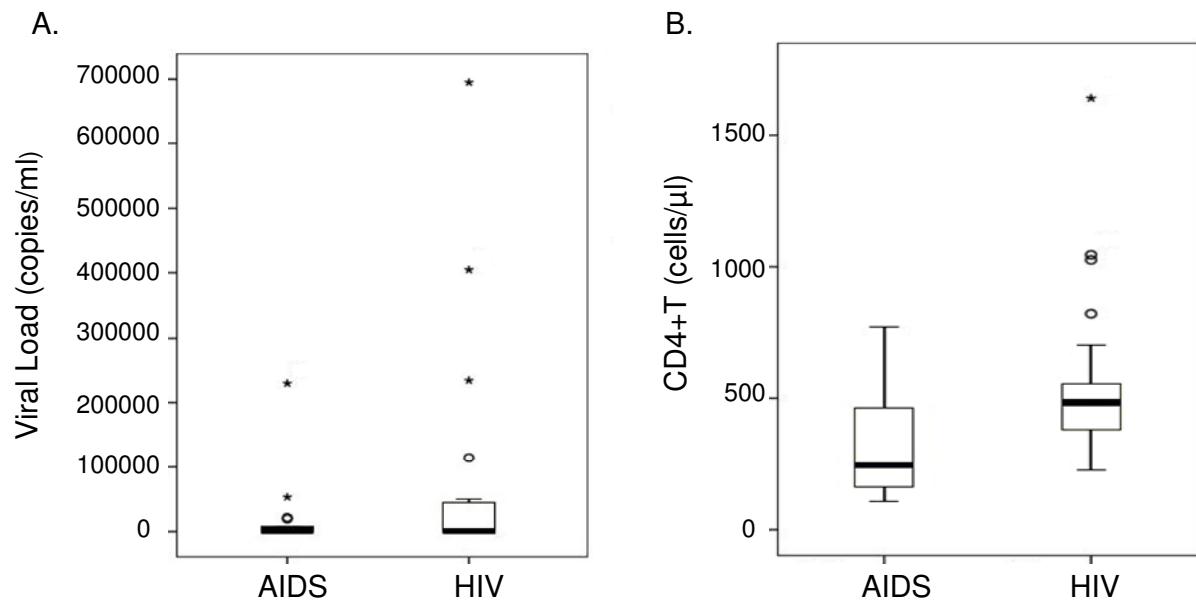 A.
Viral Load (copies/ml)
700000
600000
500000
400000
300000
200000
100000
0
AIDS HIV
B.
CD4+T (cells/µl)
1500
1000
500
0
AIDS HIV